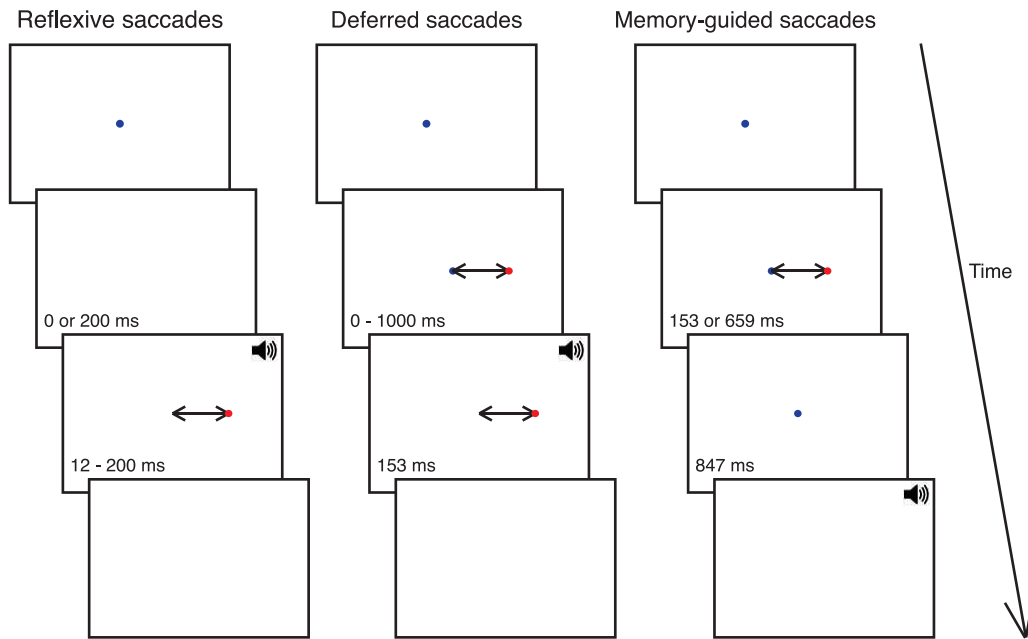 Reflexive saccades
Deferred saccades
Memory-guided saccades
0 or 200 ms
0 - 1000 ms
153 or 659 ms
Time
12 - 200 ms
153 ms
847 ms